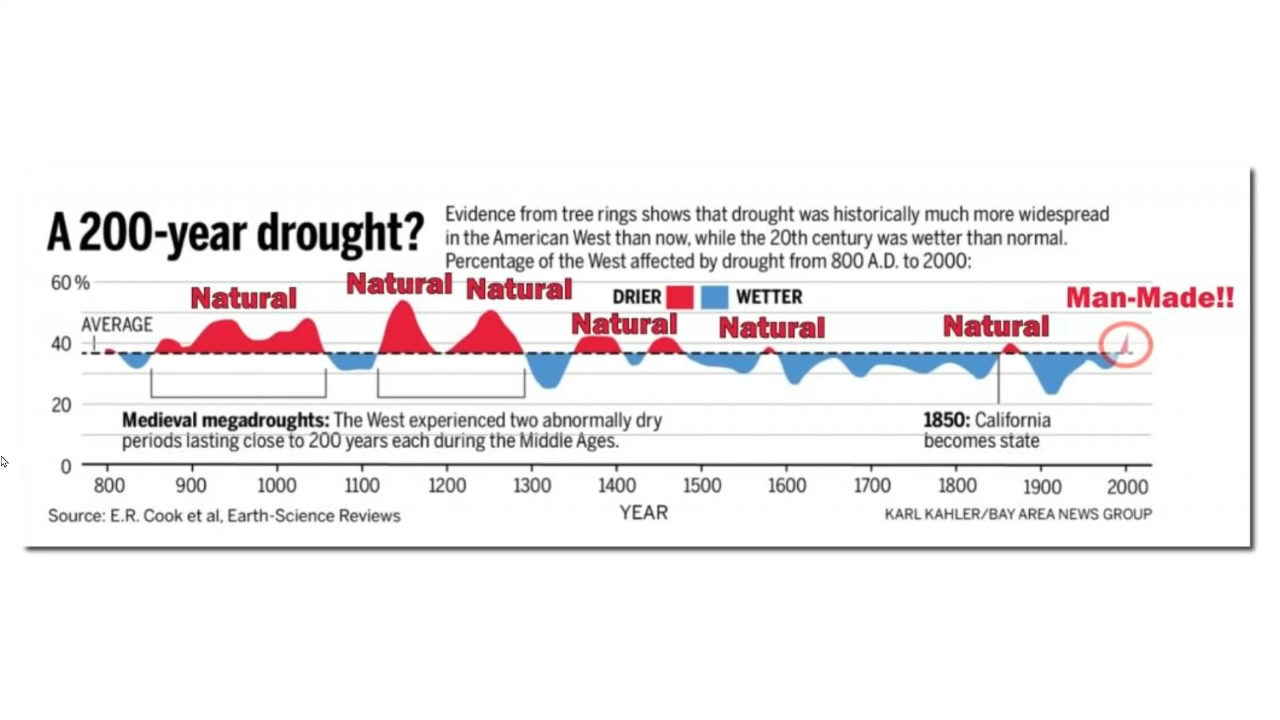 A 200-year drought?
Evidence from tree rings shows that drought was historically much more widespread
in the American West than now, while the 20th century was wetter than normal.
Percentage of the West affected by drought from 800 A.D. to 2000:
60 %
Natural
Natural
Natural
DRIER
WETTER
Man-Made!!
AVERAGE
Natural
Natural
Natural
40
20
Medieval megadroughts: The West experienced two abnormally dry
periods lasting close to 200 years each during the Middle Ages.
1850: California
becomes state
0
800 900 1000 1100 1200 1300 1400 1500 1600 1700 1800 1900 2000
YEAR
Source: E.R. Cook et al, Earth-Science Reviews
KARL KAHLER/BAY AREA NEWS GROUP